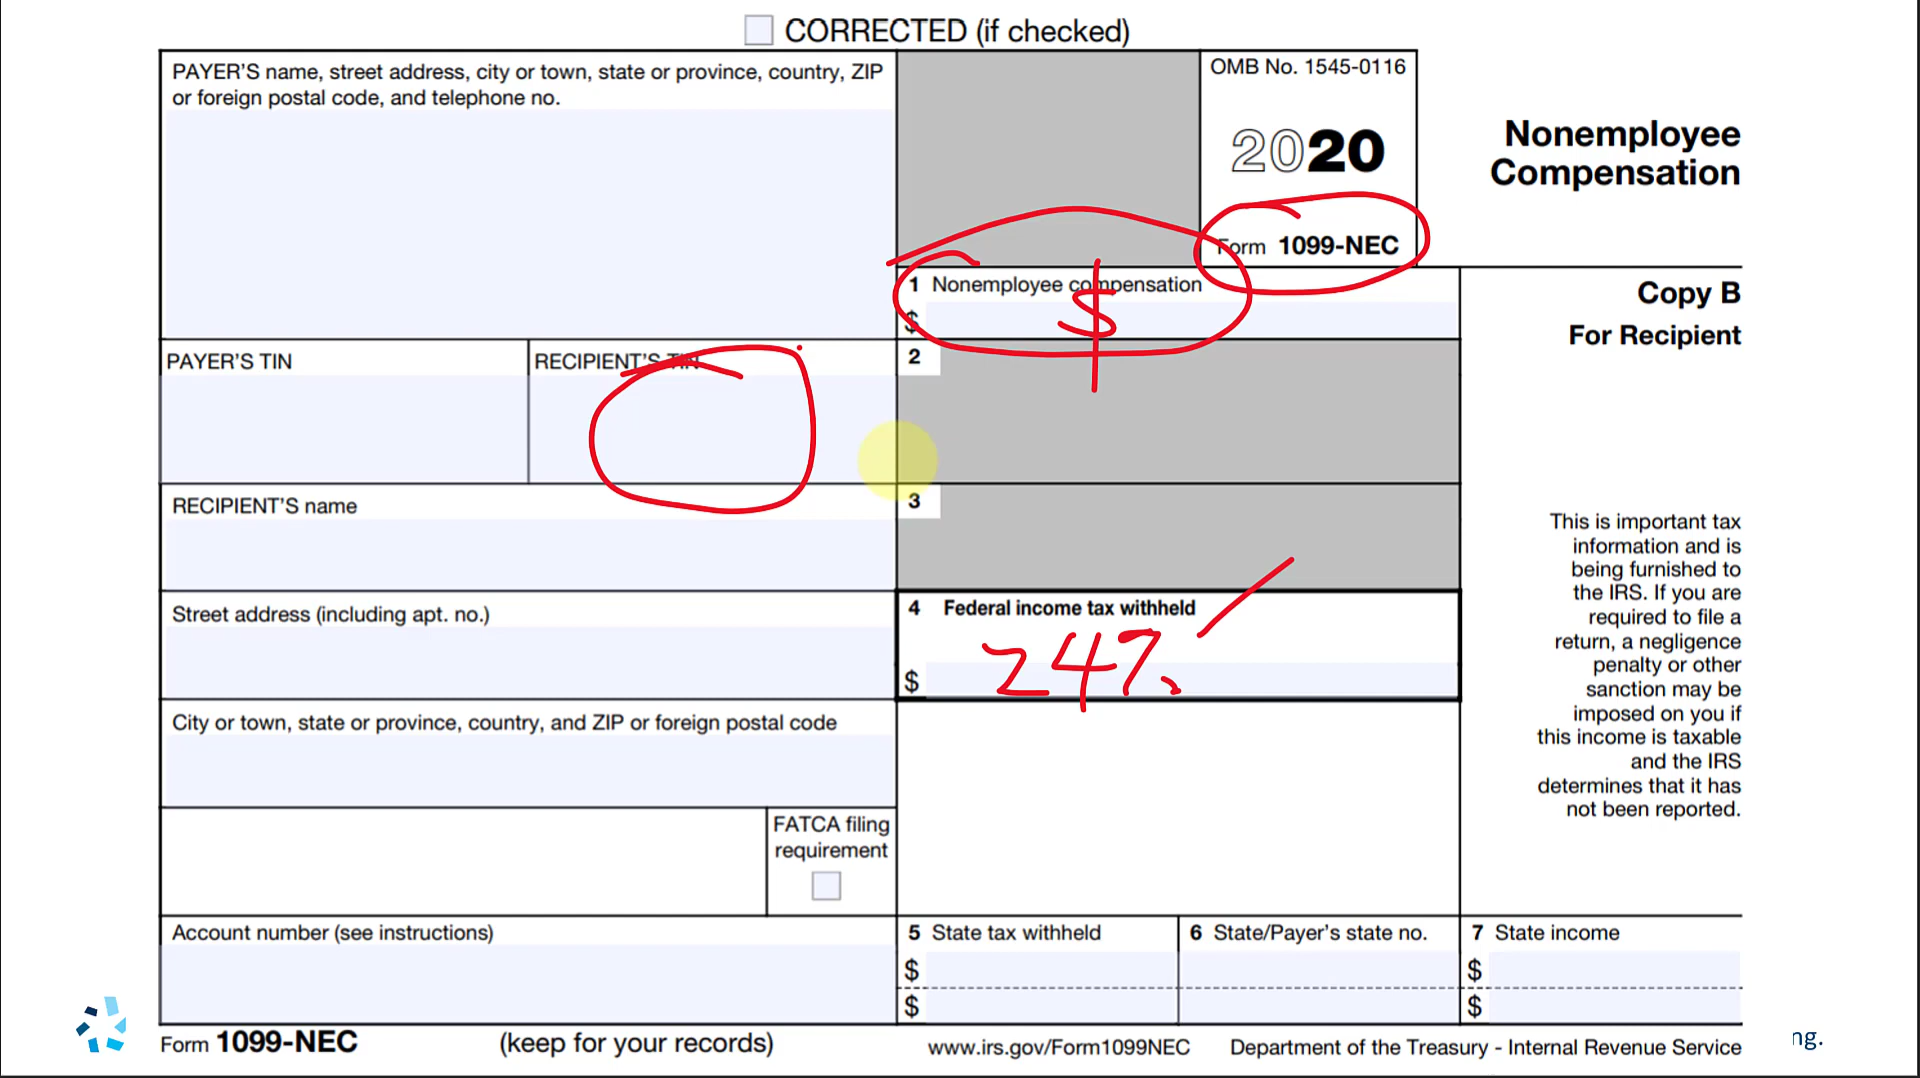 CORRECTED (if checked)
PAYER'S name, street address, city or town, state or province, country, ZIP
or foreign postal code, and telephone no.
OMB No. 1545-0116
2020
Form 1099-NEC
Nonemployee
Compensation
1 Nonemployee compensation
$
$
Copy B
For Recipient
PAYER'S TIN
RECIPIENT'S TIN
2
RECIPIENT'S name
3
This is important tax
information and is
being furnished to
the IRS. If you are
required to file a
return, a negligence
penalty or other
sanction may be
imposed on you if
this income is taxable
and the IRS
determines that it has
not been reported.
Street address (including apt. no.)
4 Federal income tax withheld
$
24%
City or town, state or province, country, and ZIP or foreign postal code
FATCA filing
requirement
Account number (see instructions)
5 State tax withheld
$
$
6 State/Payer's state no.
7 State income
$
$
Form 1099-NEC
(keep for your records)
www.irs.gov/Form1099NEC
Department of the Treasury - Internal Revenue Service